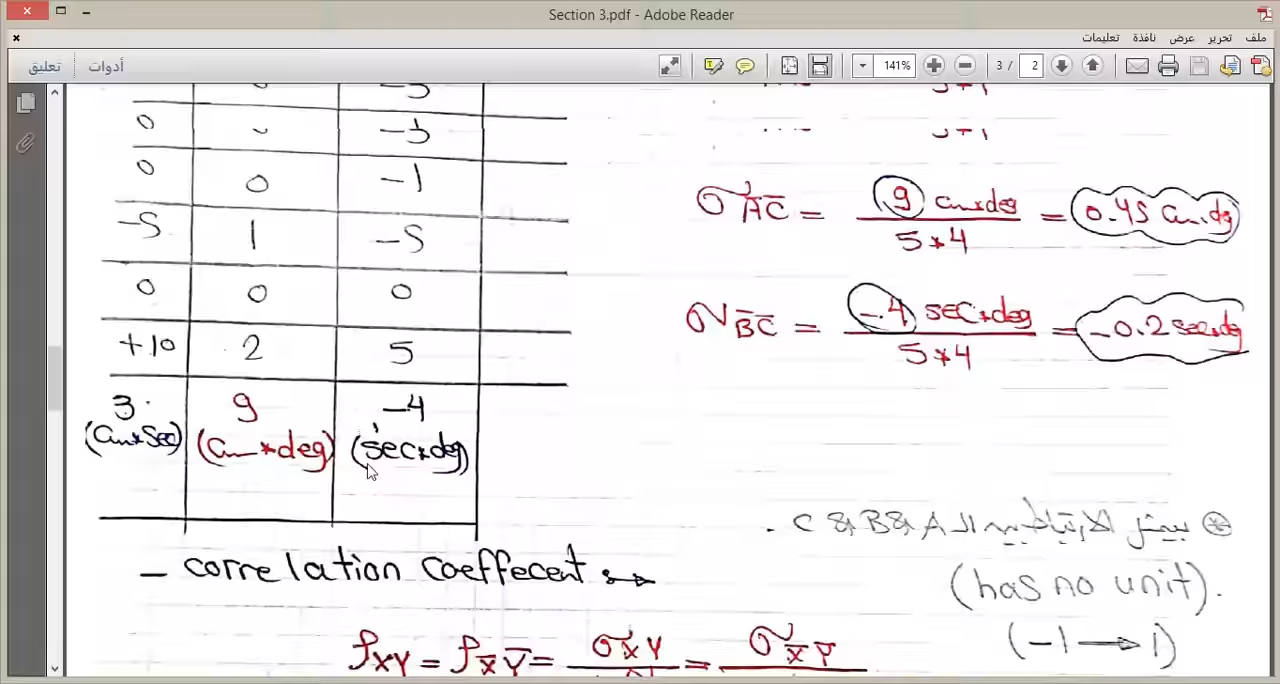 Section 3.pdf - Adobe Reader
ملف تحرير عرض نافذة تعليمات
تعليق أدوات 141% 3 / 2
0 -3
0 0 -1
-5 1 -5
0 0 0
+10 2 5
3 9 -4
(cm*sec) (cm*deg) (sec*deg)
σA̅C̅ = 9 cm*deg / 5*4 = 0.45 cm.deg
σB̅C̅ = -4 sec*deg / 5*4 = -0.2 sec*deg
⊛ بيمثل الارتباط بين الـ A & B & C .
(has no unit).
(-1 → 1)
- correlation coeffecent :→
ρXY = ρX̅Y̅ = σXY = σX̅Y̅